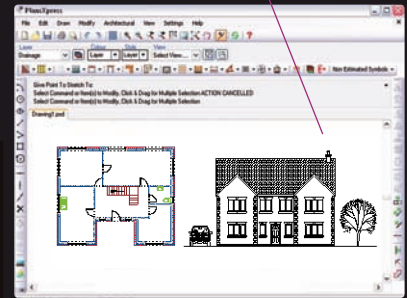 PlansXpress
File Edit Draw Modify Architectural View Settings Help
Layer Colour Style View
Drainage Layer Layer Select View...
Not Estimated Symbols
Give Point To Stretch To:
Select Command or Item(s) to Modify, Click & Drag for Multiple Selection ACTION CANCELLED
Select Command or Item(s) to Modify, Click & Drag for Multiple Selection
Drawing1.pxd